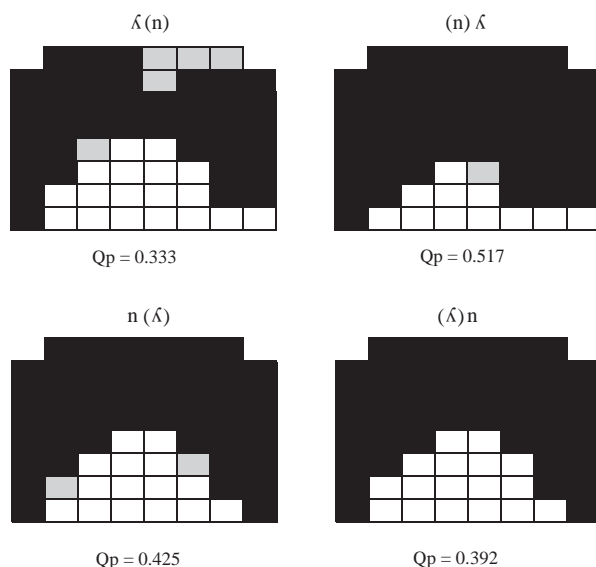 ʎ (n)
(n) ʎ
Qp = 0.333
Qp = 0.517
n (ʎ)
(ʎ) n
Qp = 0.425
Qp = 0.392